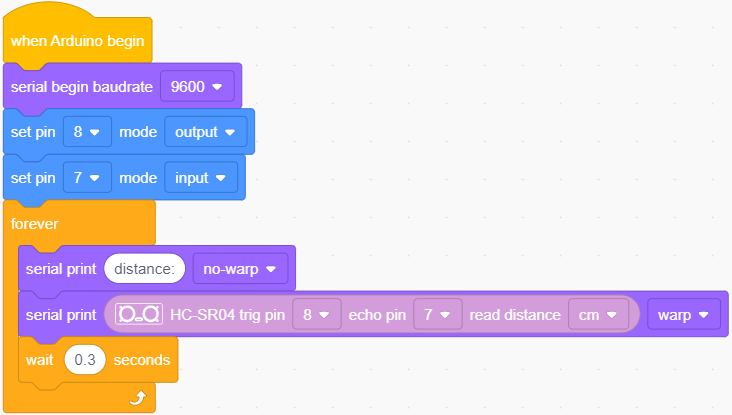 when Arduino begin
serial begin baudrate 9600
set pin 8 mode output
set pin 7 mode input
forever
serial print distance: no-warp
serial print HC-SR04 trig pin 8 echo pin 7 read distance cm warp
wait 0.3 seconds